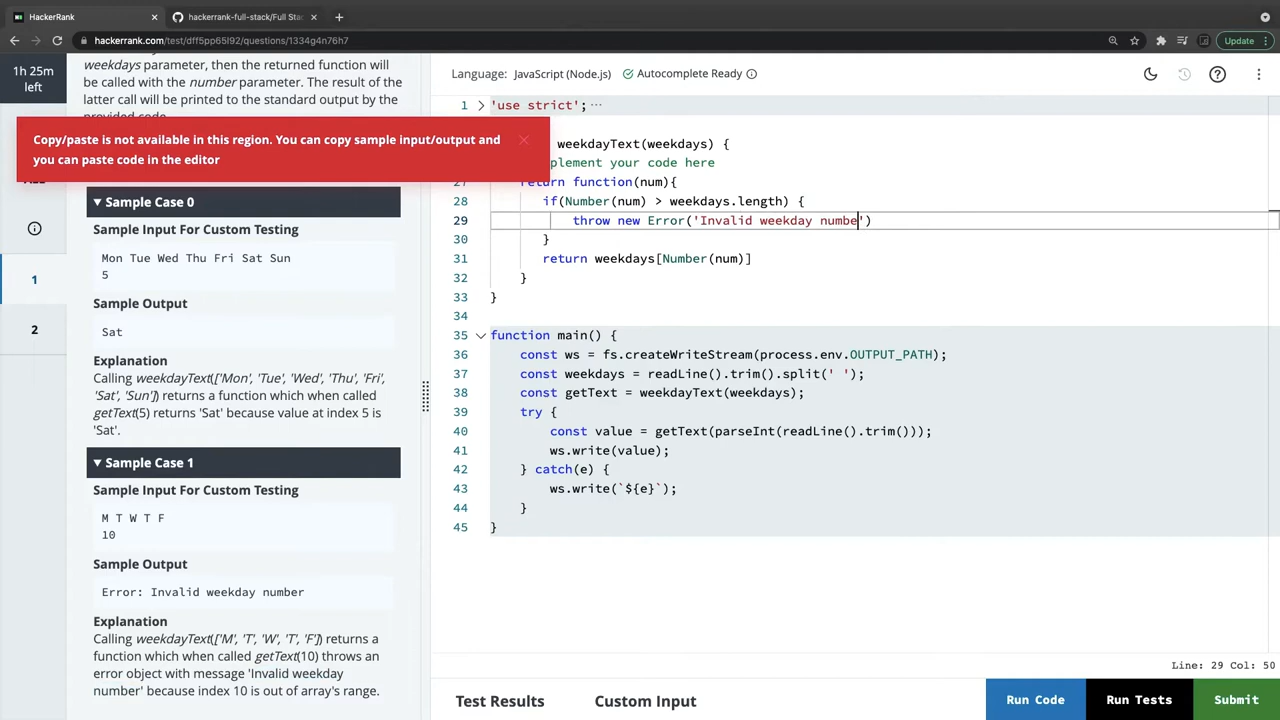 HackerRank
hackerrank-full-stack/Full Sta
hackerrank.com/test/dff5pp65l92/questions/1334g4n76h7
Update
1h 25m
left
weekdays parameter, then the returned function will
be called with the number parameter. The result of the
latter call will be printed to the standard output by the
provided code.
Copy/paste is not available in this region. You can copy sample input/output and
you can paste code in the editor
1
2
Sample Case 0
Sample Input For Custom Testing
Mon Tue Wed Thu Fri Sat Sun
5
Sample Output
Sat
Explanation
Calling weekdayText(['Mon', 'Tue', 'Wed', 'Thu', 'Fri',
'Sat', 'Sun']) returns a function which when called
getText(5) returns 'Sat' because value at index 5 is
'Sat'.
Sample Case 1
Sample Input For Custom Testing
M T W T F
10
Sample Output
Error: Invalid weekday number
Explanation
Calling weekdayText(['M', 'T', 'W', 'T', 'F']) returns a
function which when called getText(10) throws an
error object with message 'Invalid weekday
number' because index 10 is out of array's range.
Language: JavaScript (Node.js) Autocomplete Ready
1 'use strict';
weekdayText(weekdays) {
plement your code here
27 return function(num){
28 if(Number(num) > weekdays.length) {
29 throw new Error('Invalid weekday numbe')
30 }
31 return weekdays[Number(num)]
32 }
33 }
34
35 function main() {
36 const ws = fs.createWriteStream(process.env.OUTPUT_PATH);
37 const weekdays = readLine().trim().split(' ');
38 const getText = weekdayText(weekdays);
39 try {
40 const value = getText(parseInt(readLine().trim()));
41 ws.write(value);
42 } catch(e) {
43 ws.write(`${e}`);
44 }
45 }
Line: 29 Col: 50
Test Results
Custom Input
Run Code
Run Tests
Submit